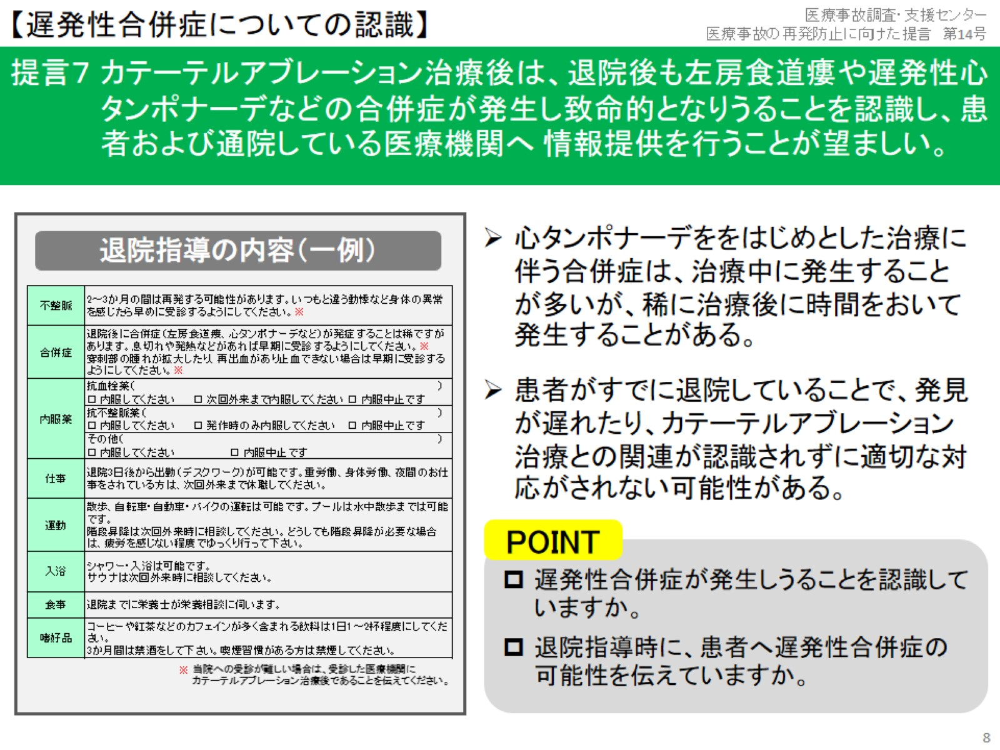 【遅発性合併症についての認識】
医療事故調査・支援センター
医療事故の再発防止に向けた提言　第14号
提言７ カテーテルアブレーション治療後は、退院後も左房食道瘻や遅発性心
タンポナーデなどの合併症が発生し致命的となりうることを認識し、患
者および通院している医療機関へ 情報提供を行うことが望ましい。
退院指導の内容（一例）
不整脈
2～3か月の間は再発する可能性があります。いつもと違う動悸など身体の異常
を感じたら早めに受診するようにしてください。※
合併症
退院後に合併症（左房食道瘻、心タンポナーデなど）が発症することは稀ですが
あります。息切れや発熱などがあれば早期に受診するようにしてください。※
穿刺部の腫れが拡大したり、再出血があり止血できない場合は早期に受診する
ようにしてください。※
内服薬
抗血栓薬（　　　）
□ 内服してください　□ 次回外来まで内服してください □ 内服中止です
抗不整脈薬（　　　）
□ 内服してください　□ 発作時のみ内服してください　□ 内服中止です
その他（　　　）
□ 内服してください　□ 内服中止です
仕事
退院3日後から出勤（デスクワーク）が可能です。重労働、身体労働、夜間のお仕
事をされている方は、次回外来まで休職してください。
運動
散歩、自転車・自動車・バイクの運転は可能です。プールは水中散歩までは可能
です。
階段昇降は次回外来時に相談してください。どうしても階段昇降が必要な場合
は、疲労を感じない程度でゆっくり行って下さい。
入浴
シャワー・入浴は可能です。
サウナは次回外来時に相談してください。
食事
退院までに栄養士が栄養相談に伺います。
嗜好品
コーヒーや紅茶などのカフェインが多く含まれる飲料は1日1～2杯程度にしてくだ
さい。
3か月間は禁酒をして下さい。喫煙習慣がある方は禁煙してください。
※ 当院への受診が難しい場合は、受診した医療機関に
カテーテルアブレーション治療後であることを伝えてください。
➢ 心タンポナーデををはじめとした治療に
伴う合併症は、治療中に発生すること
が多いが、稀に治療後に時間をおいて
発生することがある。
➢ 患者がすでに退院していることで、発見
が遅れたり、カテーテルアブレーション
治療との関連が認識されずに適切な対
応がされない可能性がある。
POINT
□ 遅発性合併症が発生しうることを認識して
いますか。
□ 退院指導時に、患者へ遅発性合併症の
可能性を伝えていますか。
8